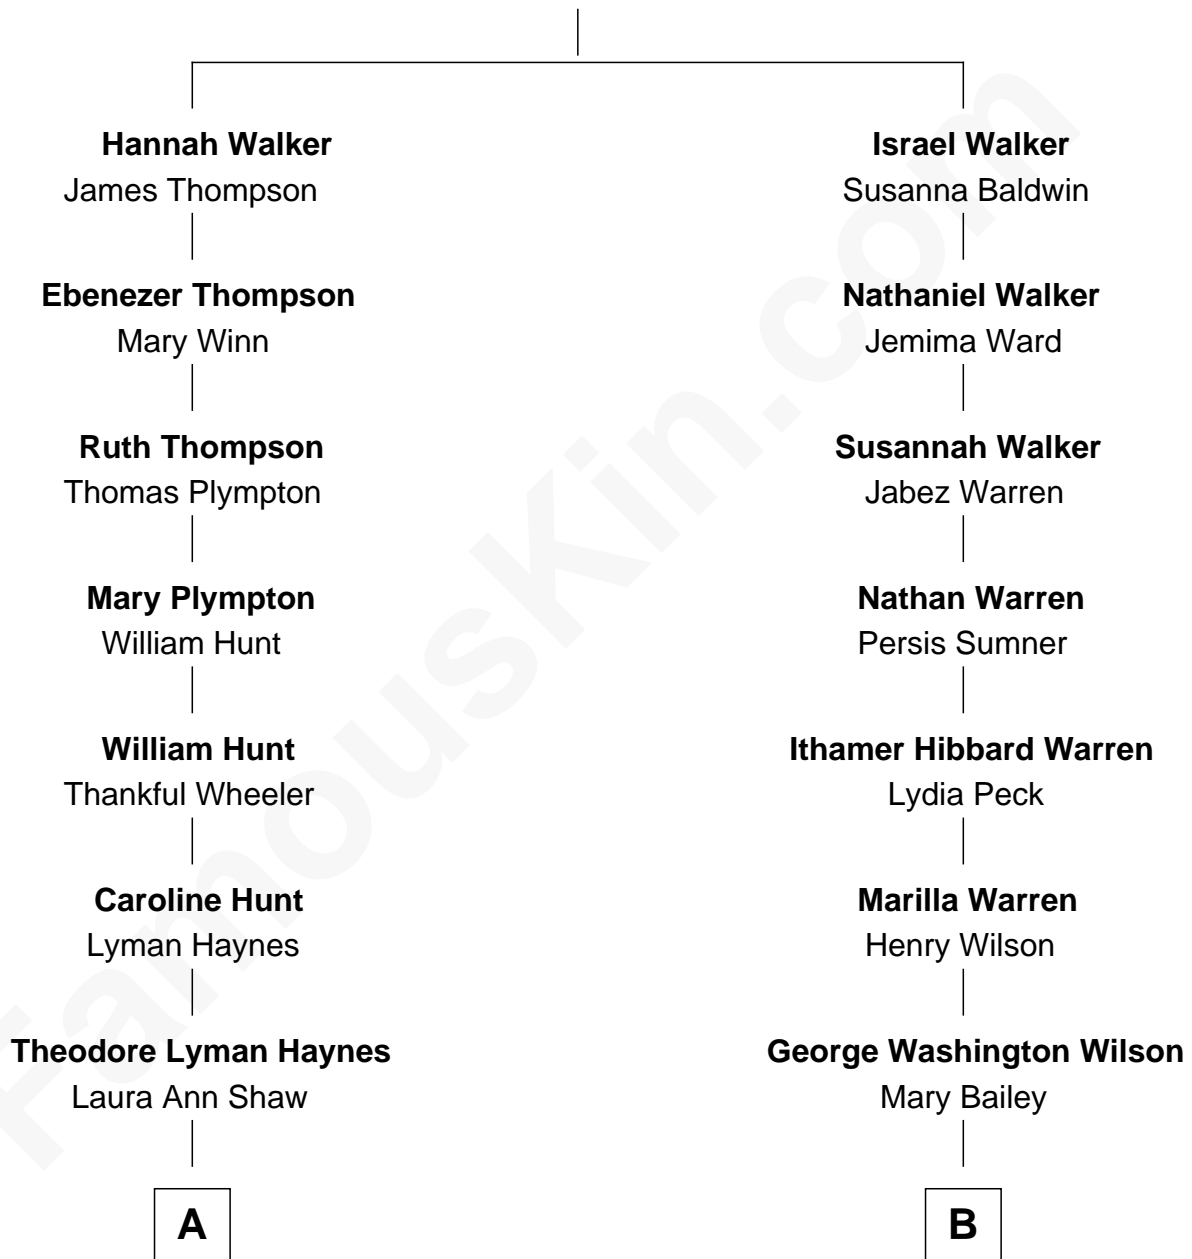 Hannah Walker
James Thompson
Ebenezer Thompson
Mary Winn
Ruth Thompson
Thomas Plympton
Mary Plympton
William Hunt
William Hunt
Thankful Wheeler
Caroline Hunt
Lyman Haynes
Theodore Lyman Haynes
Laura Ann Shaw
A
Israel Walker
Susanna Baldwin
Nathaniel Walker
Jemima Ward
Susannah Walker
Jabez Warren
Nathan Warren
Persis Sumner
Ithamer Hibbard Warren
Lydia Peck
Marilla Warren
Henry Wilson
George Washington Wilson
Mary Bailey
B
FamousKin.com